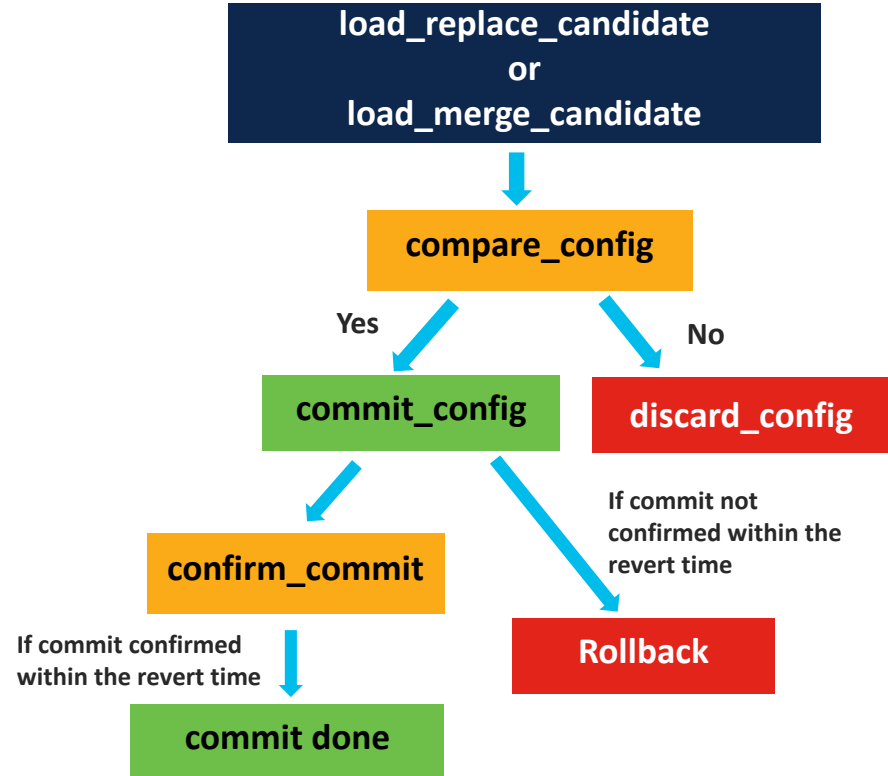 load_replace_candidate
or
load_merge_candidate
compare_config
Yes
No
commit_config
discard_config
If commit not
confirmed within the
revert time
confirm_commit
If commit confirmed
within the revert time
Rollback
commit done